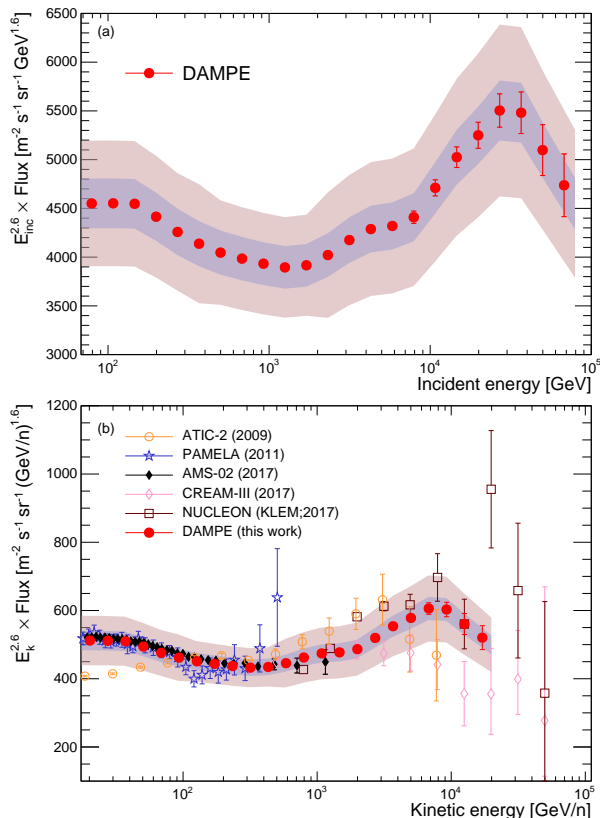 (a)
DAMPE
E_inc^2.6 × Flux [m^-2 s^-1 sr^-1 GeV^1.6]
6500
6000
5500
5000
4500
4000
3500
3000
10^2 10^3 10^4 10^5
Incident energy [GeV]
(b)
ATIC-2 (2009)
PAMELA (2011)
AMS-02 (2017)
CREAM-III (2017)
NUCLEON (KLEM;2017)
DAMPE (this work)
E_k^2.6 × Flux [m^-2 s^-1 sr^-1 (GeV/n)^1.6]
1200
1000
800
600
400
200
10^2 10^3 10^4 10^5
Kinetic energy [GeV/n]